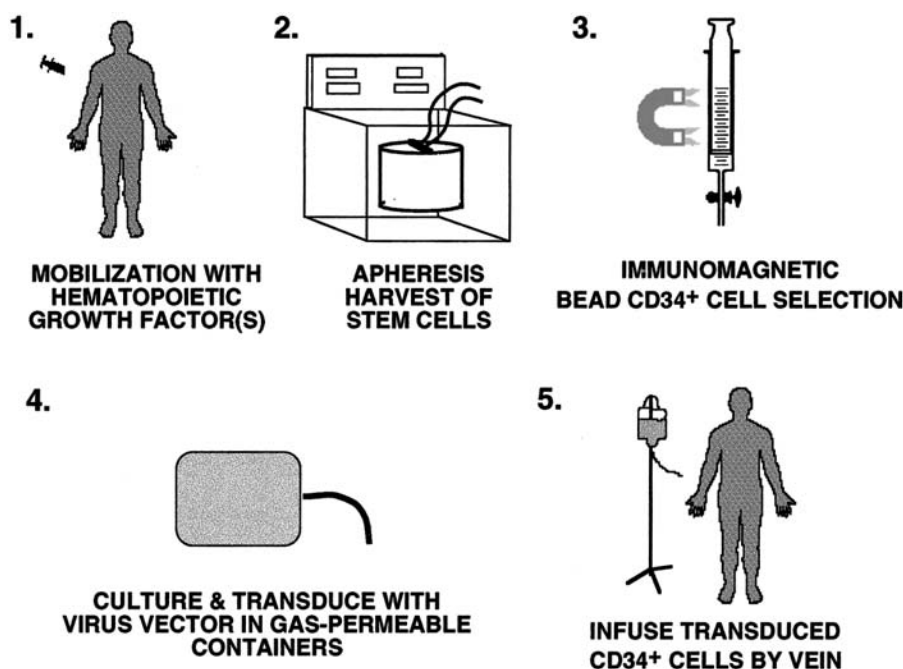 1.
MOBILIZATION WITH
HEMATOPOIETIC
GROWTH FACTOR(S)
2.
APHERESIS
HARVEST OF
STEM CELLS
3.
IMMUNOMAGNETIC
BEAD CD34+ CELL SELECTION
4.
CULTURE & TRANSDUCE WITH
VIRUS VECTOR IN GAS-PERMEABLE
CONTAINERS
5.
INFUSE TRANSDUCED
CD34+ CELLS BY VEIN